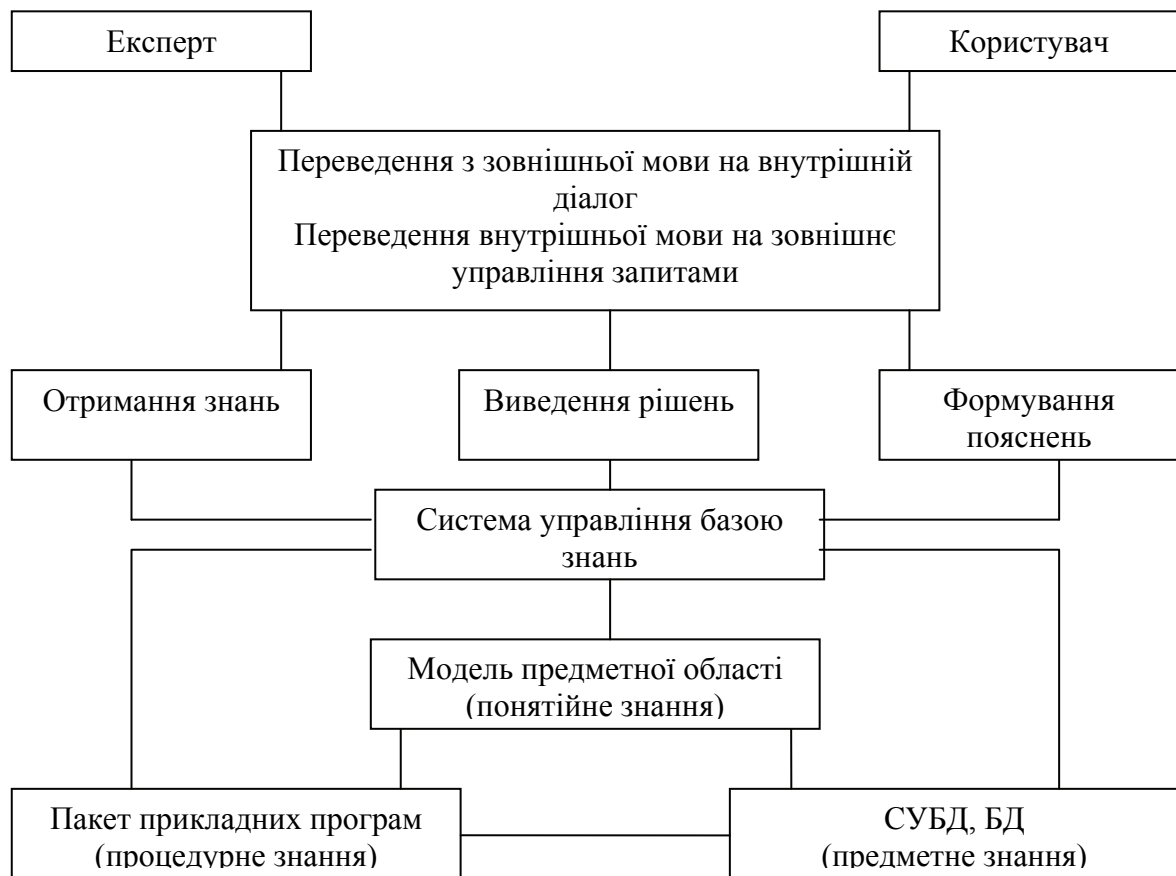 Експерт
Користувач
Переведення з зовнішньої мови на внутрішній
діалог
Переведення внутрішньої мови на зовнішнє
управління запитами
Отримання знань
Виведення рішень
Формування
пояснень
Система управління базою
знань
Модель предметної області
(понятійне знання)
Пакет прикладних програм
(процедурне знання)
СУБД, БД
(предметне знання)